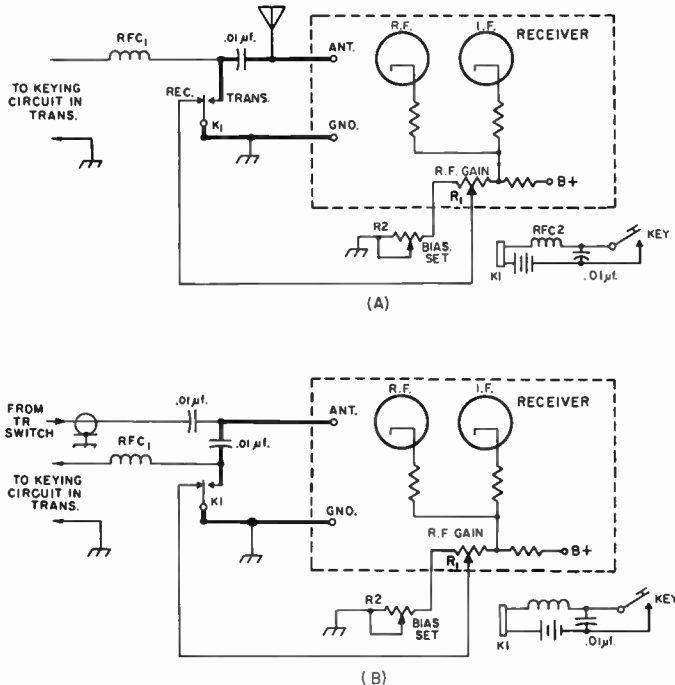 RFC1
.01µf.
ANT.
R.F.
I.F.
RECEIVER
TO KEYING
CIRCUIT IN
TRANS.
REC.
TRANS.
K1
GND.
R.F. GAIN
R1
B+
R2
BIAS.
SET
RFC2
KEY
K1
.01µf.
(A)
FROM
TR
SWITCH
.01µf.
ANT.
R.F.
I.F.
RECEIVER
RFC1
.01µf.
TO KEYING
CIRCUIT IN
TRANS.
K1
GND.
R.F GAIN
R1
B+
R2
BIAS
SET
KEY
K1
.01µf.
(B)